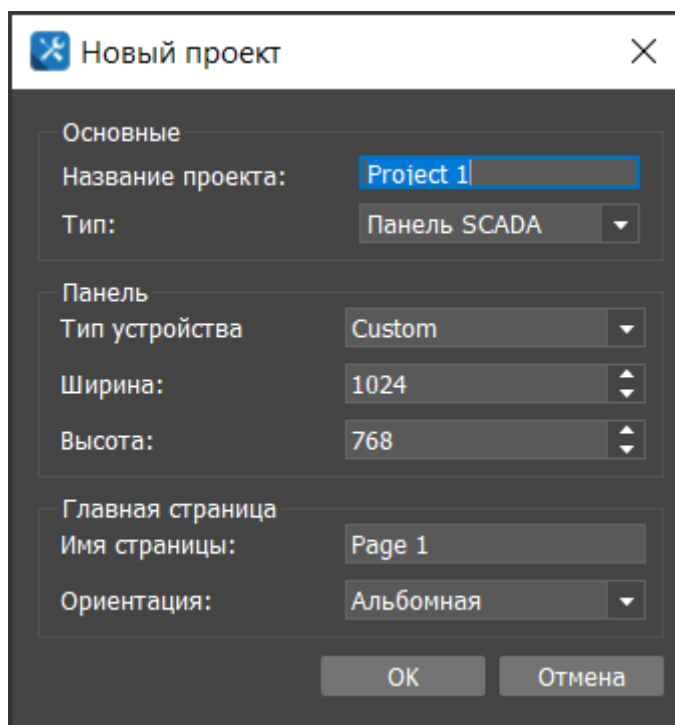 Новый проект
Основные
Название проекта: Project 1
Тип: Панель SCADA
Панель
Тип устройства Custom
Ширина: 1024
Высота: 768
Главная страница
Имя страницы: Page 1
Ориентация: Альбомная
OK Отмена